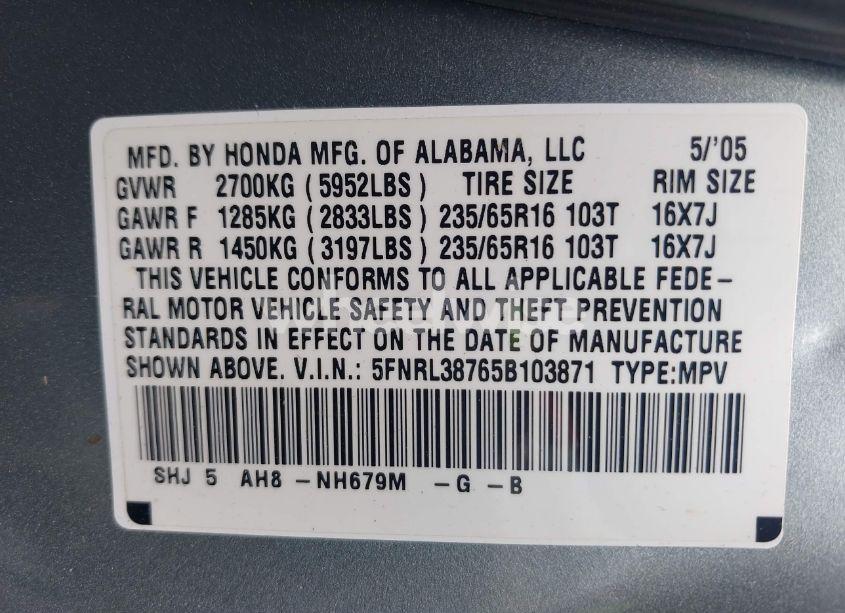 MFD. BY HONDA MFG. OF ALABAMA, LLC 5/'05
GVWR 2700KG (5952LBS) TIRE SIZE RIM SIZE
GAWR F 1285KG (2833LBS) 235/65R16 103T 16X7J
GAWR R 1450KG (3197LBS) 235/65R16 103T 16X7J
THIS VEHICLE CONFORMS TO ALL APPLICABLE FEDE-
RAL MOTOR VEHICLE SAFETY AND THEFT PREVENTION
STANDARDS IN EFFECT ON THE DATE OF MANUFACTURE
SHOWN ABOVE. V.I.N.: 5FNRL38765B103871 TYPE:MPV
SHJ 5 AH8 -NH679M -G -B